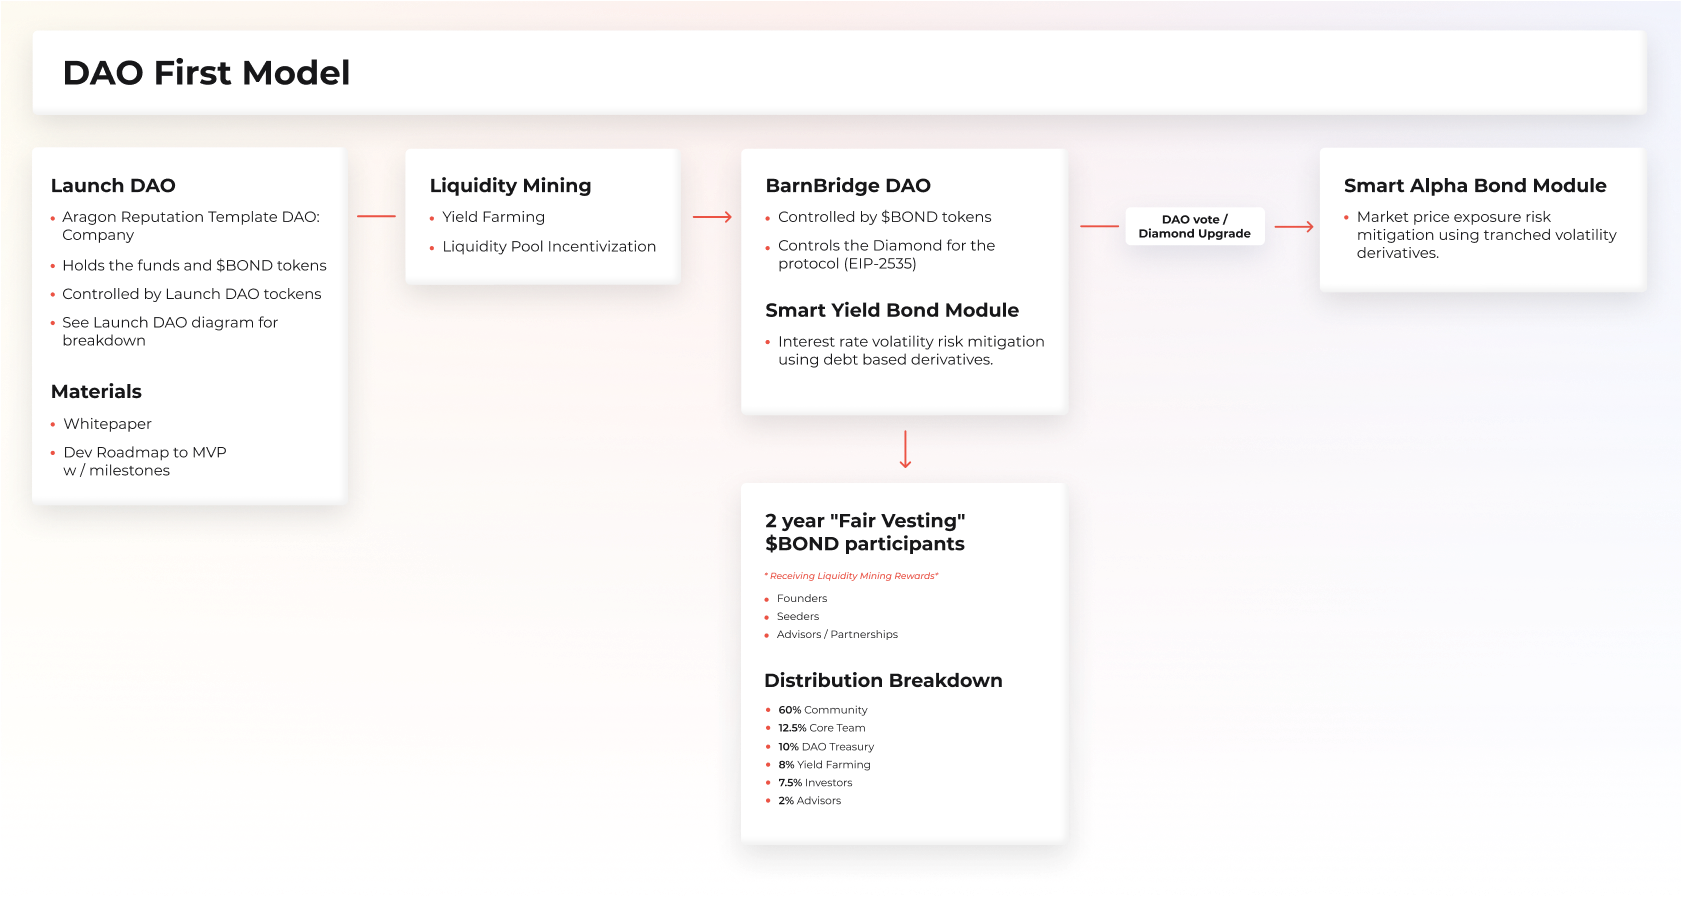 DAO First Model
Launch DAO
Aragon Reputation Template DAO:
Company
Holds the funds and $BOND tokens
Controlled by Launch DAO tockens
See Launch DAO diagram for
breakdown
Materials
Whitepaper
Dev Roadmap to MVP
w / milestones
Liquidity Mining
Yield Farming
Liquidity Pool Incentivization
BarnBridge DAO
Controlled by $BOND tokens
Controls the Diamond for the
protocol (EIP-2535)
Smart Yield Bond Module
Interest rate volatility risk mitigation
using debt based derivatives.
DAO vote /
Diamond Upgrade
Smart Alpha Bond Module
Market price exposure risk
mitigation using tranched volatility
derivatives.
2 year "Fair Vesting"
$BOND participants
* Receiving Liquidity Mining Rewards*
Founders
Seeders
Advisors / Partnerships
Distribution Breakdown
60% Community
12.5% Core Team
10% DAO Treasury
8% Yield Farming
7.5% Investors
2% Advisors